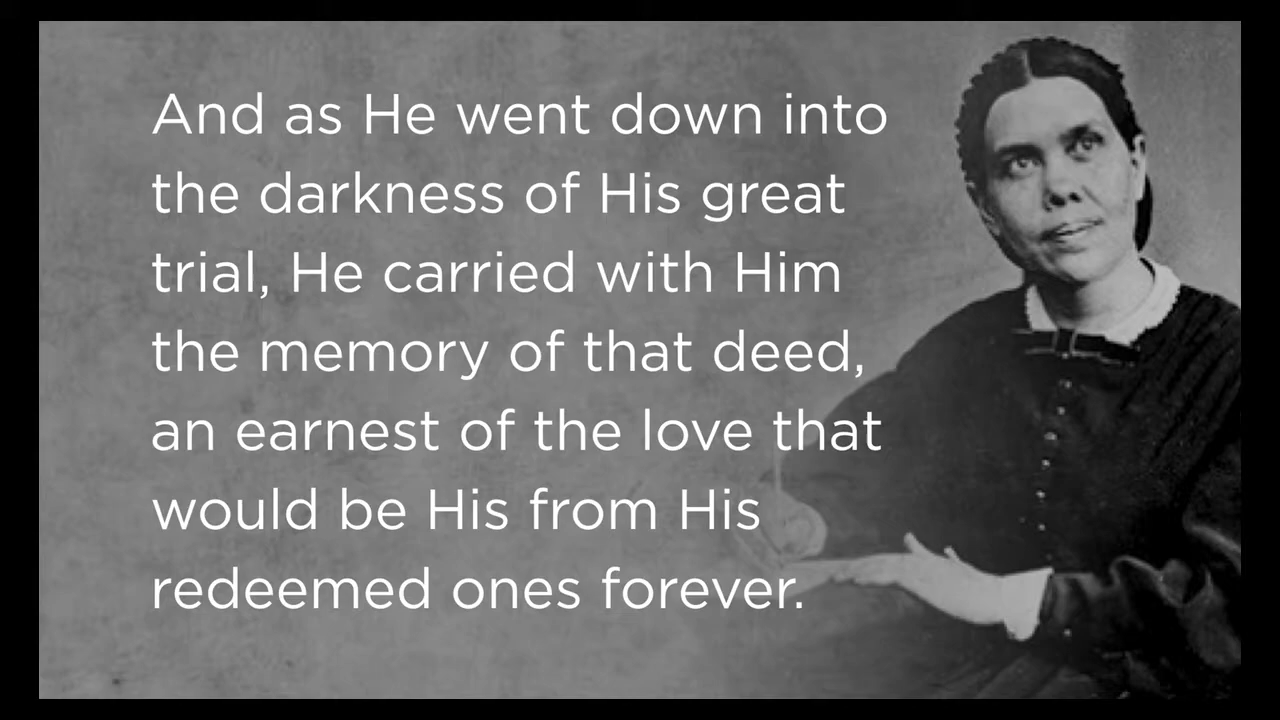 And as He went down into
the darkness of His great
trial, He carried with Him
the memory of that deed,
an earnest of the love that
would be His from His
redeemed ones forever.